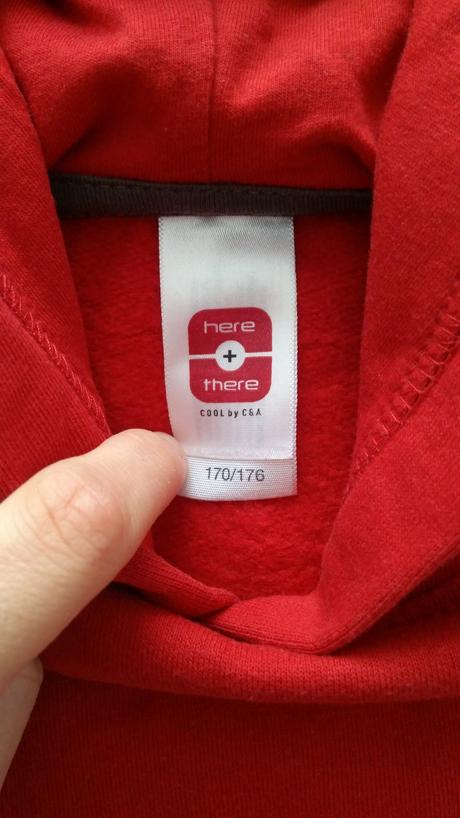 here
+
there
COOL by C&A
170/176